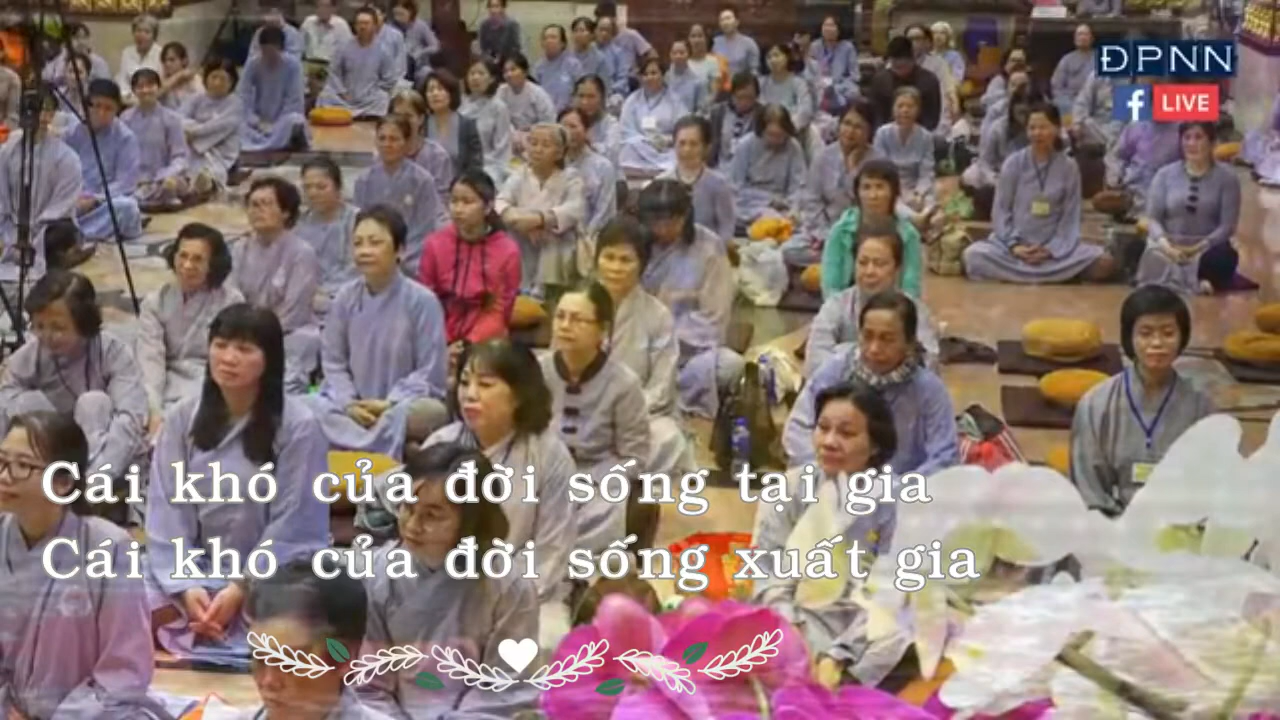 ĐPNN
f LIVE
Cái khó của đời sống tại gia
Cái khó của đời sống xuất gia